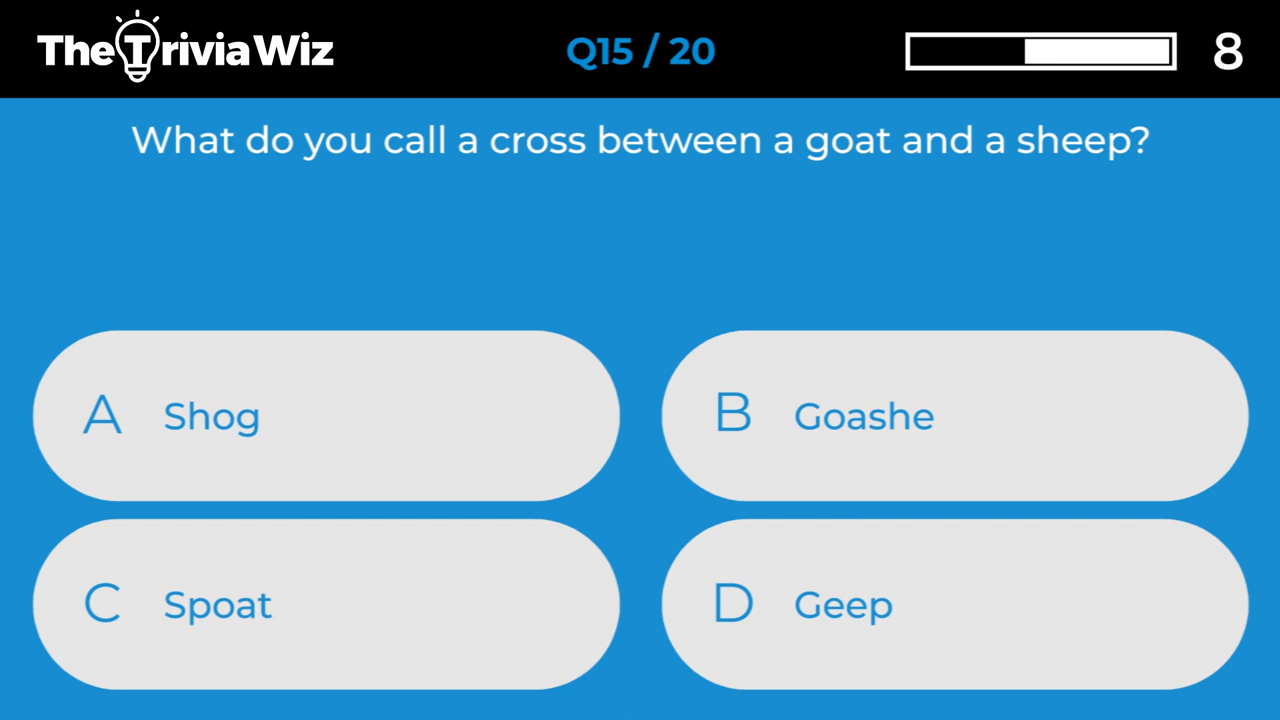 The Trivia Wiz
Q15 / 20
8
What do you call a cross between a goat and a sheep?
A Shog
B Goashe
C Spoat
D Geep